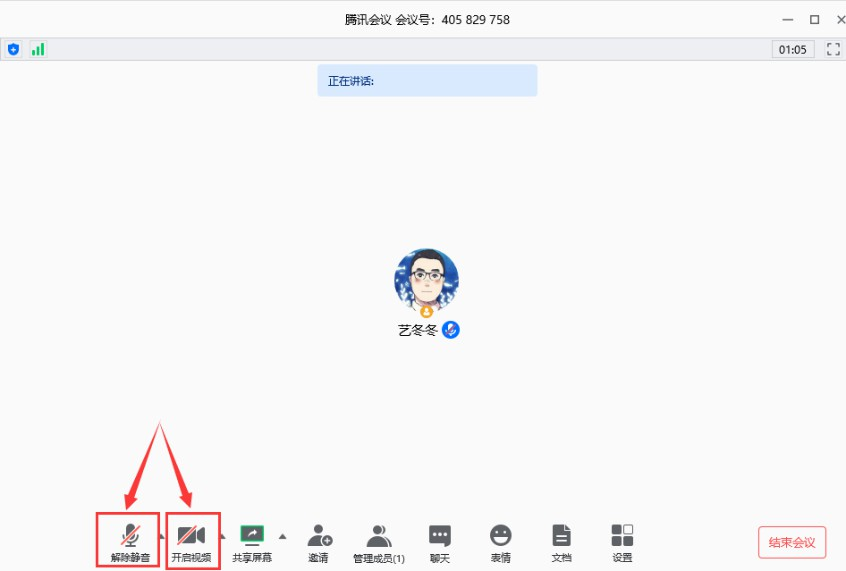 腾讯会议 会议号：405 829 758
01:05
正在讲话:
艺冬冬
解除静音 开启视频 共享屏幕 邀请 管理成员(1) 聊天 表情 文档 设置 结束会议